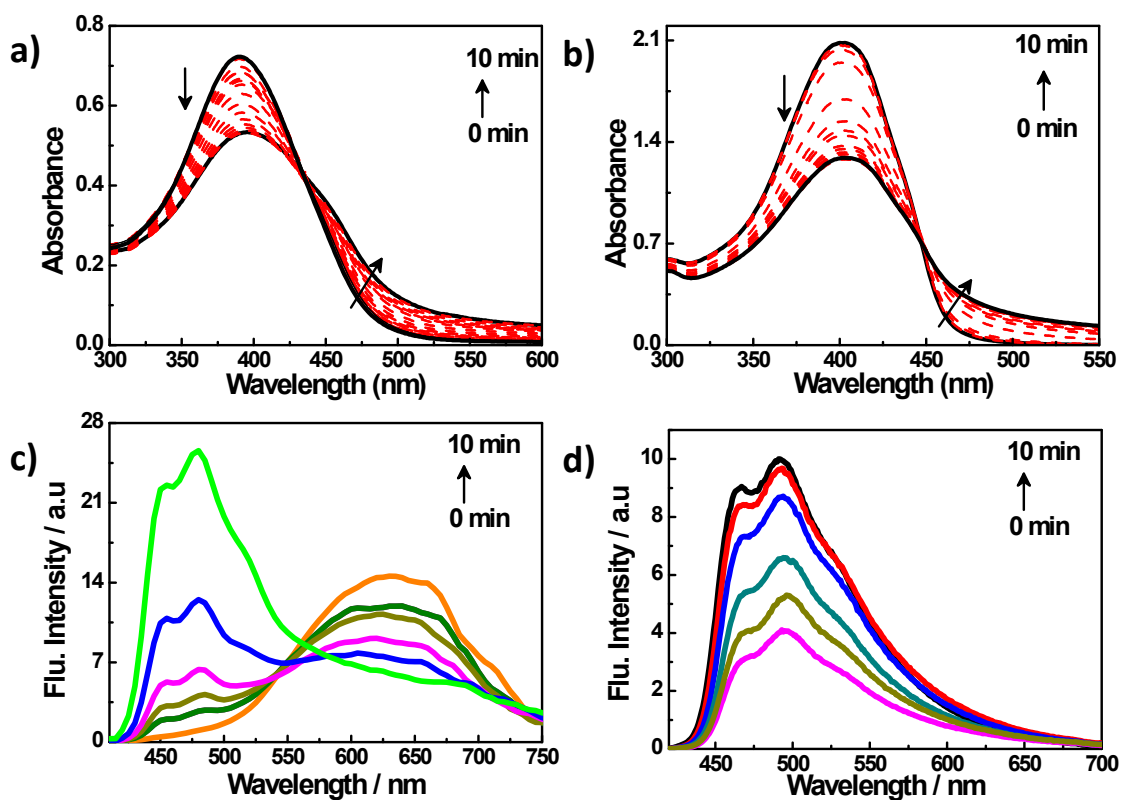 a)
10 min
0 min
Absorbance
0.8
0.6
0.4
0.2
0.0
300 350 400 450 500 550 600
Wavelength (nm)
b)
10 min
0 min
Absorbance
2.1
1.4
0.7
0.0
300 350 400 450 500 550
Wavelength (nm)
c)
10 min
0 min
Flu. Intensity / a.u
28
21
14
7
0
450 500 550 600 650 700 750
Wavelength / nm
d)
10 min
0 min
Flu. Intensity / a.u
10
8
6
4
2
0
450 500 550 600 650 700
Wavelength / nm